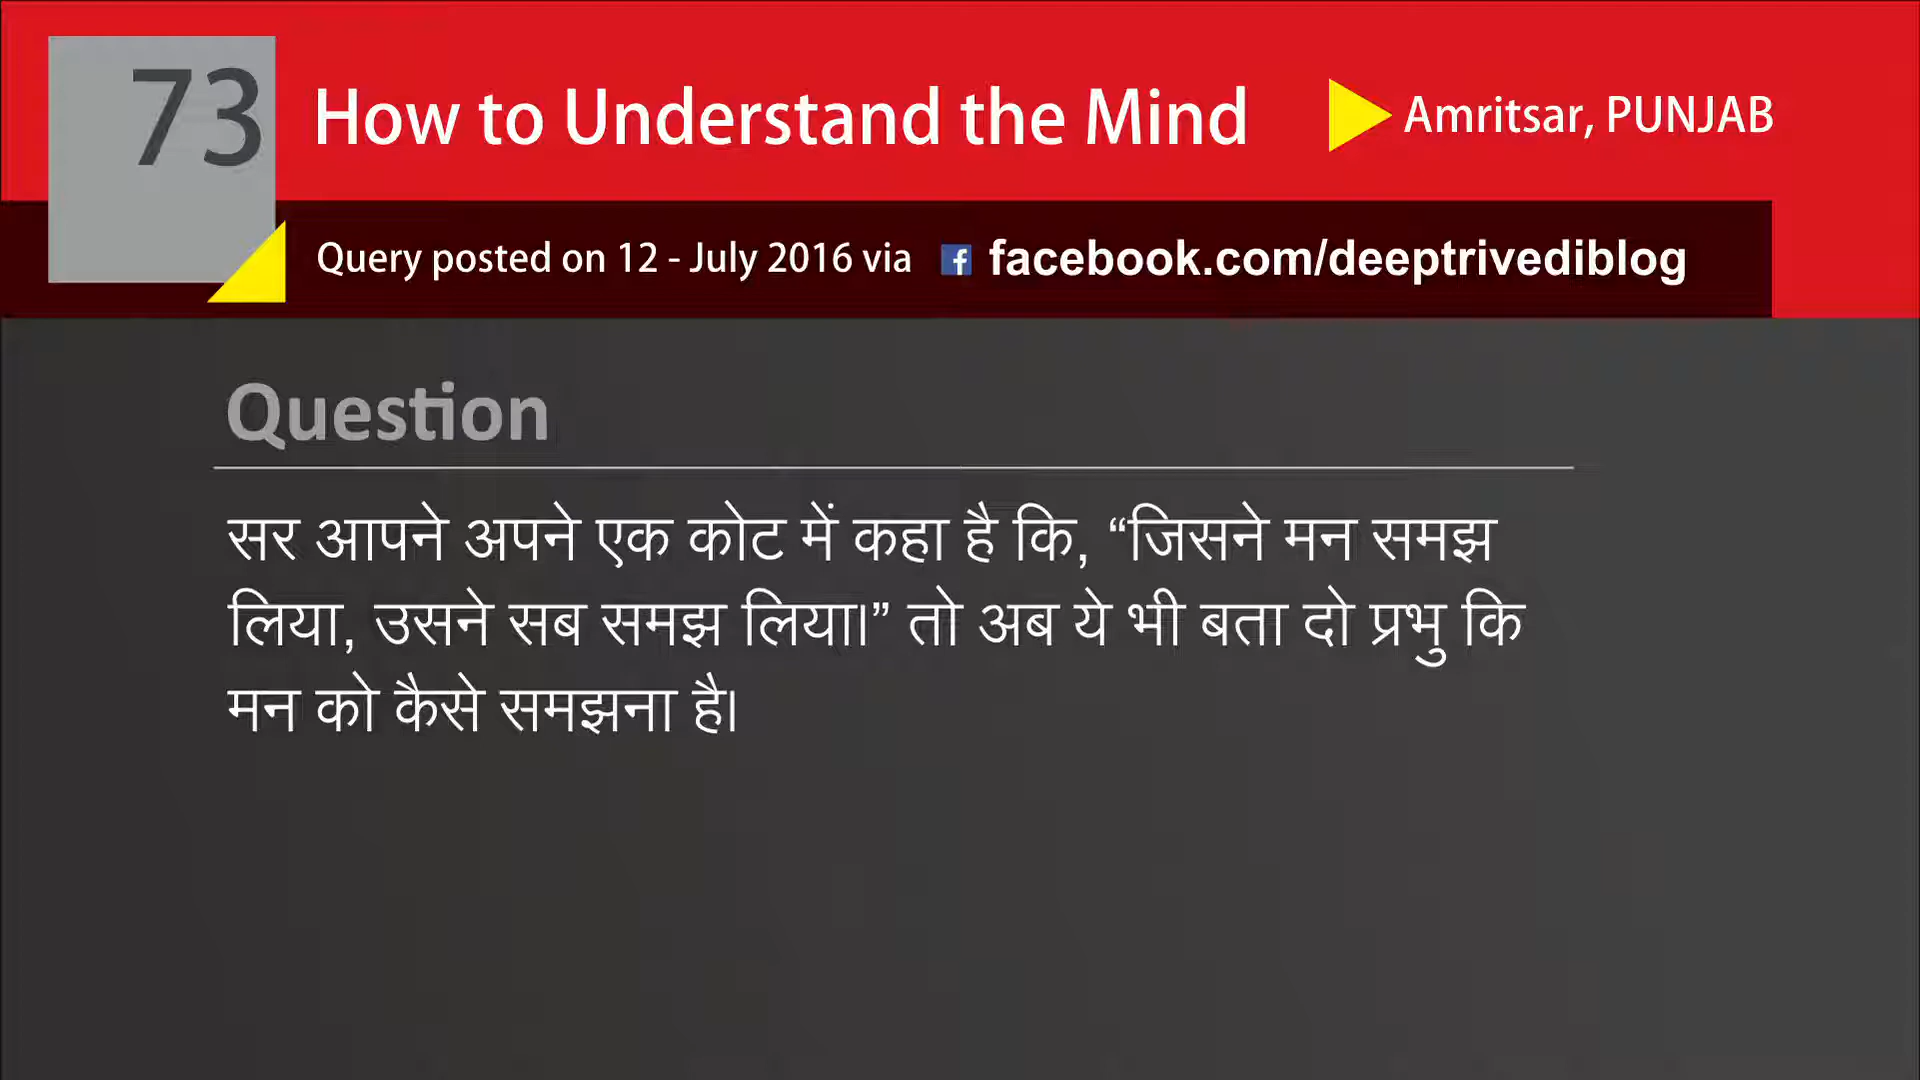 73
How to Understand the Mind
Amritsar, PUNJAB
Query posted on 12 - July 2016 via facebook.com/deeptrivediblog
Question
सर आपने अपने एक कोट में कहा है कि, “जिसने मन समझ
लिया, उसने सब समझ लिया।” तो अब ये भी बता दो प्रभु कि
मन को कैसे समझना है।